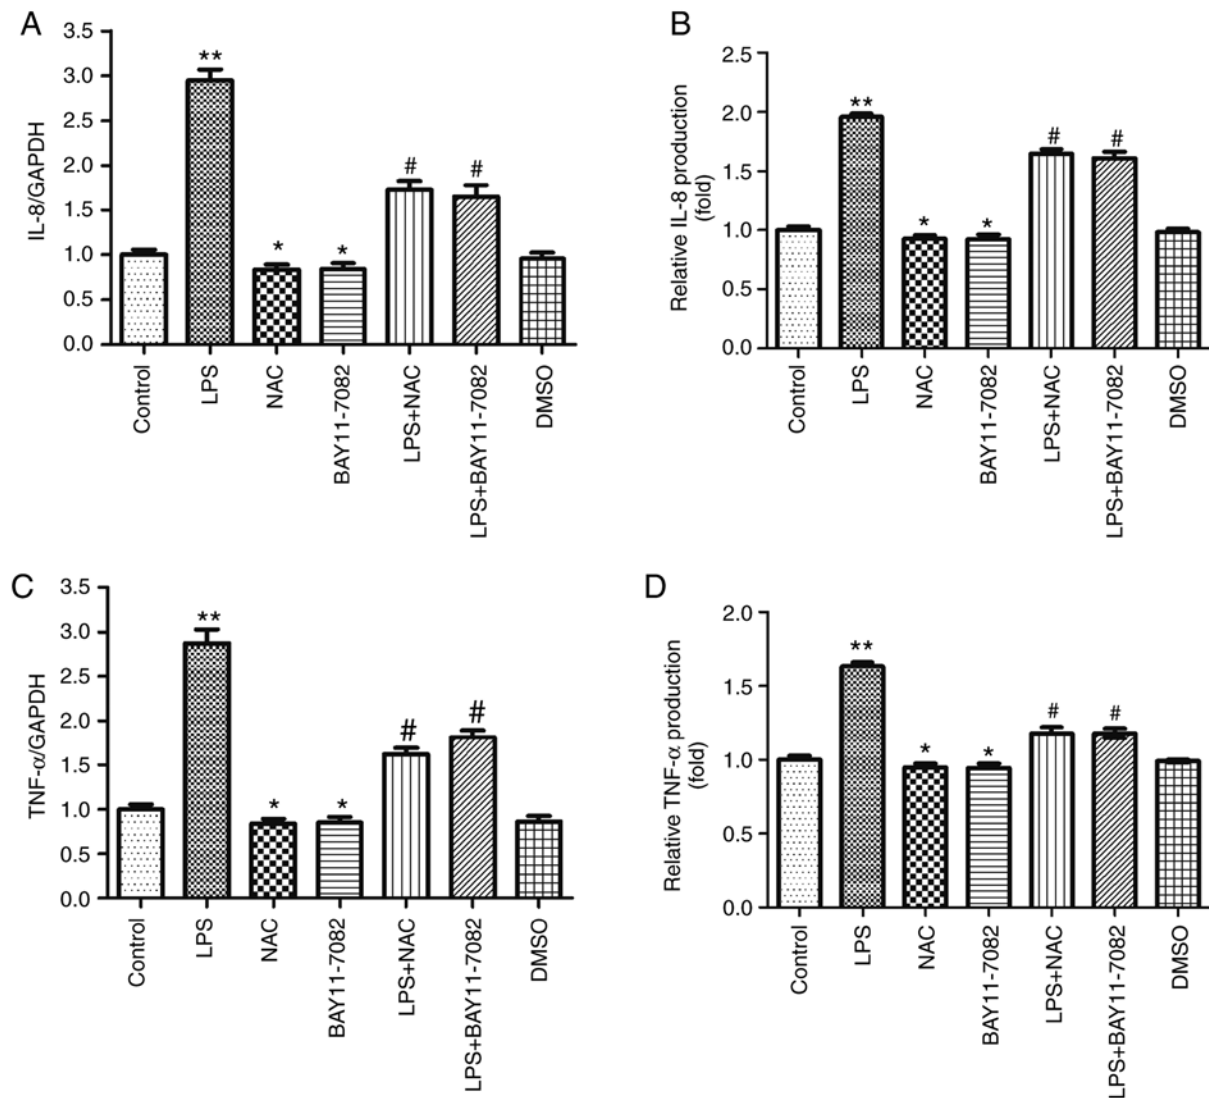 A
IL-8/GAPDH
3.5
3.0
2.5
2.0
1.5
1.0
0.5
0.0
**
*
*
#
#
Control
LPS
NAC
BAY11-7082
LPS+NAC
LPS+BAY11-7082
DMSO
B
Relative IL-8 production
(fold)
2.5
2.0
1.5
1.0
0.5
0.0
**
*
*
#
#
Control
LPS
NAC
BAY11-7082
LPS+NAC
LPS+BAY11-7082
DMSO
C
TNF-α/GAPDH
3.5
3.0
2.5
2.0
1.5
1.0
0.5
0.0
**
*
*
#
#
Control
LPS
NAC
BAY11-7082
LPS+NAC
LPS+BAY11-7082
DMSO
D
Relative TNF-α production
(fold)
2.0
1.5
1.0
0.5
0.0
**
*
*
#
#
Control
LPS
NAC
BAY11-7082
LPS+NAC
LPS+BAY11-7082
DMSO